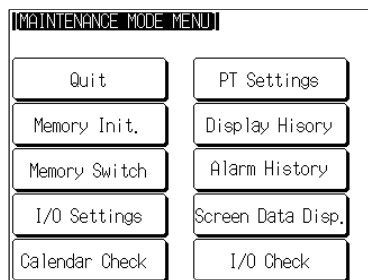 [MAINTENANCE MODE MENU]
Quit
PT Settings
Memory Init.
Display Hisory
Memory Switch
Alarm History
I/O Settings
Screen Data Disp.
Calendar Check
I/O Check